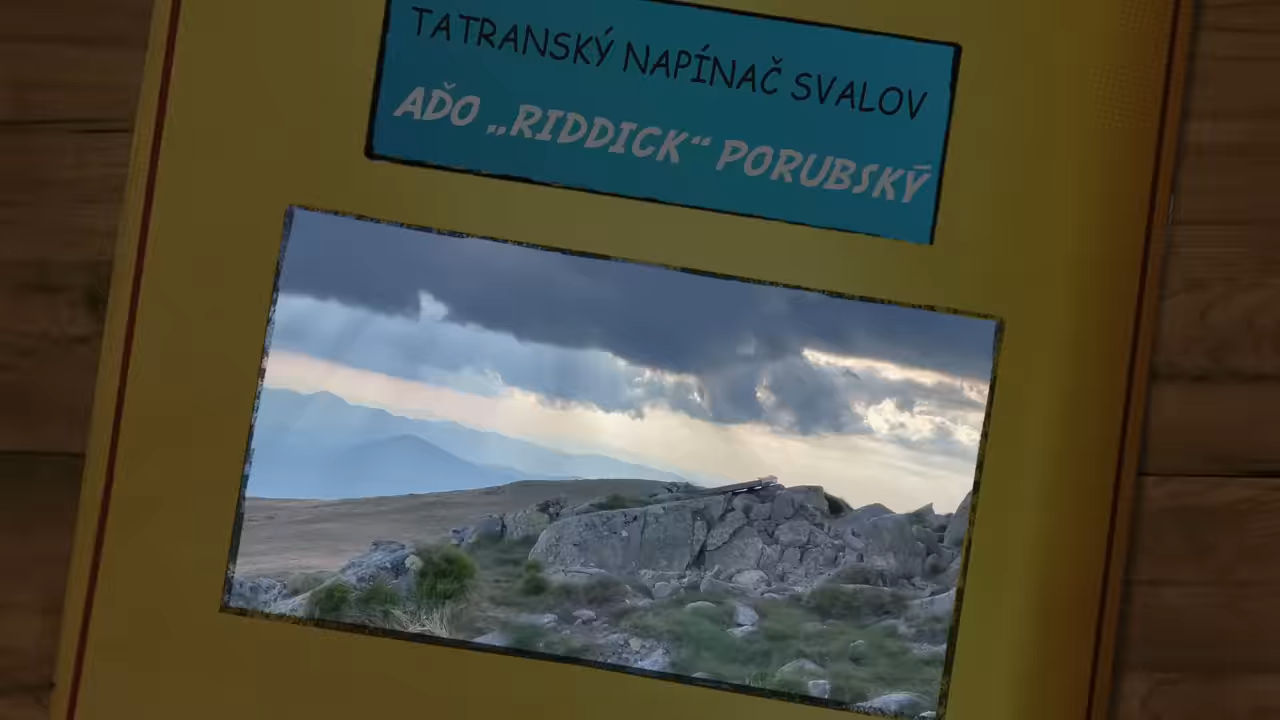 TATRANSKÝ NAPÍNAČ SVALOV
AĎO „RIDDICK“ PORUBSKÝ